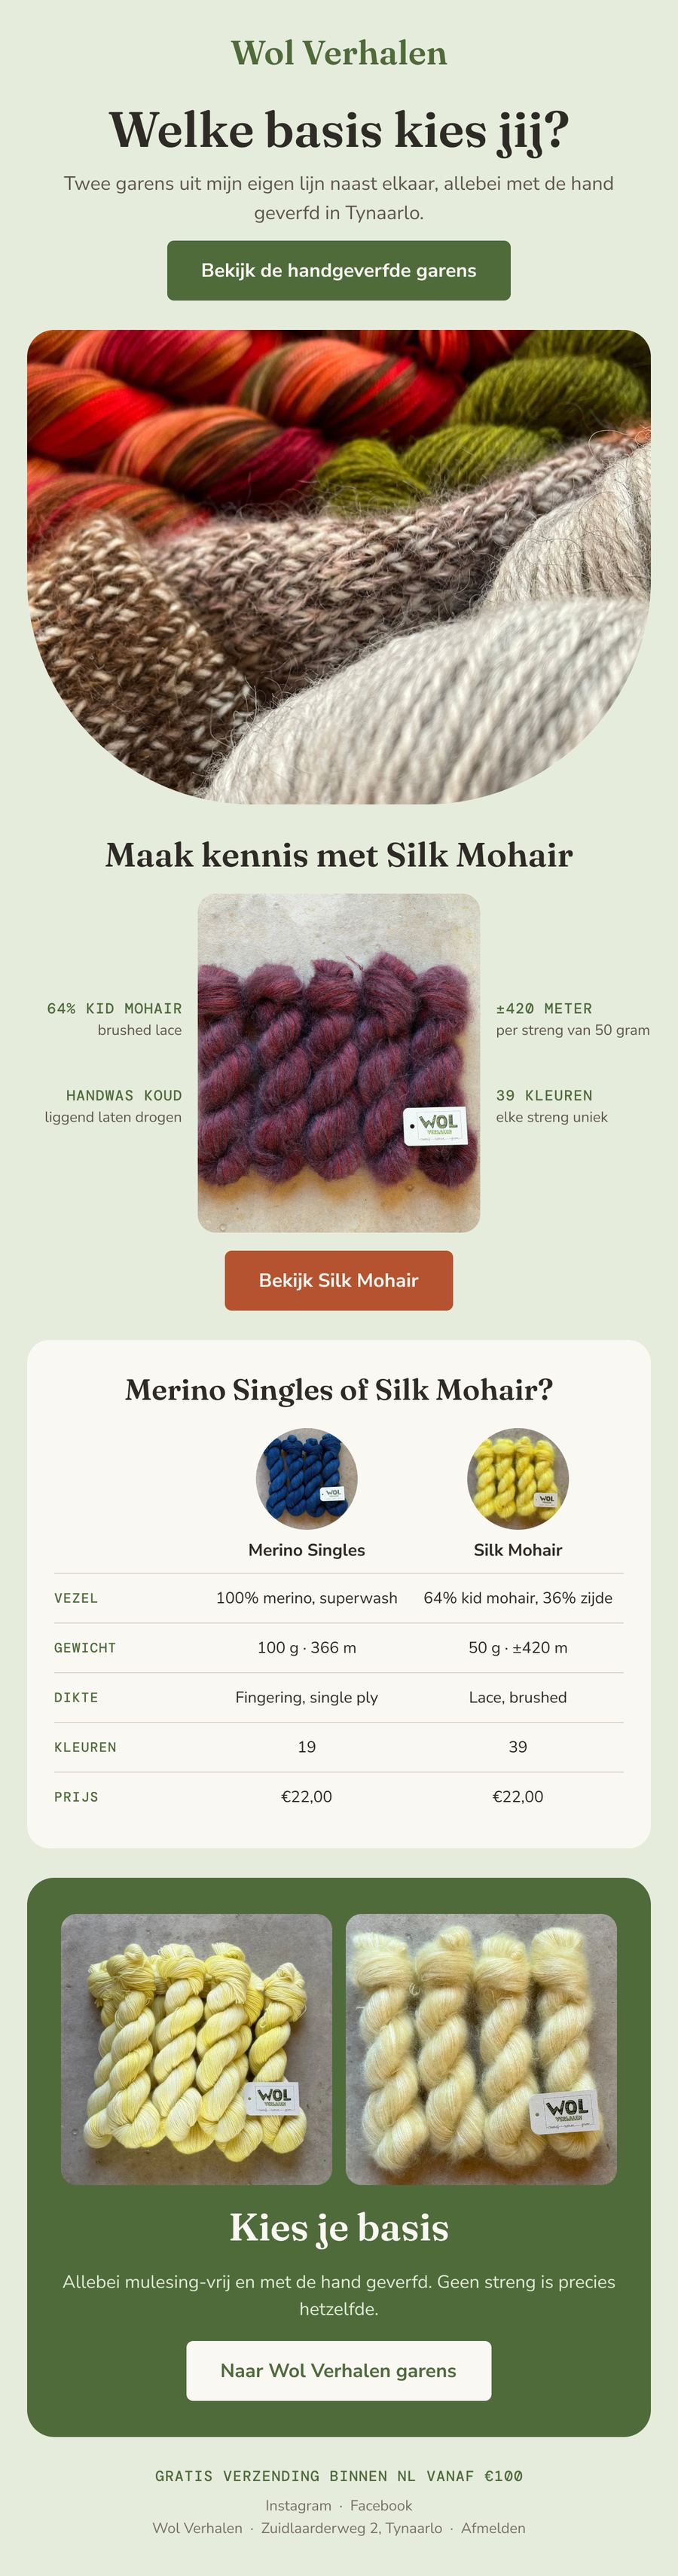 Wol Verhalen
Welke basis kies jij?
Twee garens uit mijn eigen lijn naast elkaar, allebei met de hand
geverfd in Tynaarlo.
Bekijk de handgeverfde garens
Maak kennis met Silk Mohair
64% KID MOHAIR
brushed lace
HANDWAS KOUD
liggend laten drogen
WOL
VERHALEN
±420 METER
per streng van 50 gram
39 KLEUREN
elke streng uniek
Bekijk Silk Mohair
Merino Singles of Silk Mohair?
WOL
WOL
Merino Singles
Silk Mohair
VEZEL
100% merino, superwash
64% kid mohair, 36% zijde
GEWICHT
100 g · 366 m
50 g · ±420 m
DIKTE
Fingering, single ply
Lace, brushed
KLEUREN
19
39
PRIJS
€22,00
€22,00
WOL
VERHALEN
WOL
VERHALEN
Kies je basis
Allebei mulesing-vrij en met de hand geverfd. Geen streng is precies
hetzelfde.
Naar Wol Verhalen garens
GRATIS VERZENDING BINNEN NL VANAF €100
Instagram · Facebook
Wol Verhalen · Zuidlaarderweg 2, Tynaarlo · Afmelden